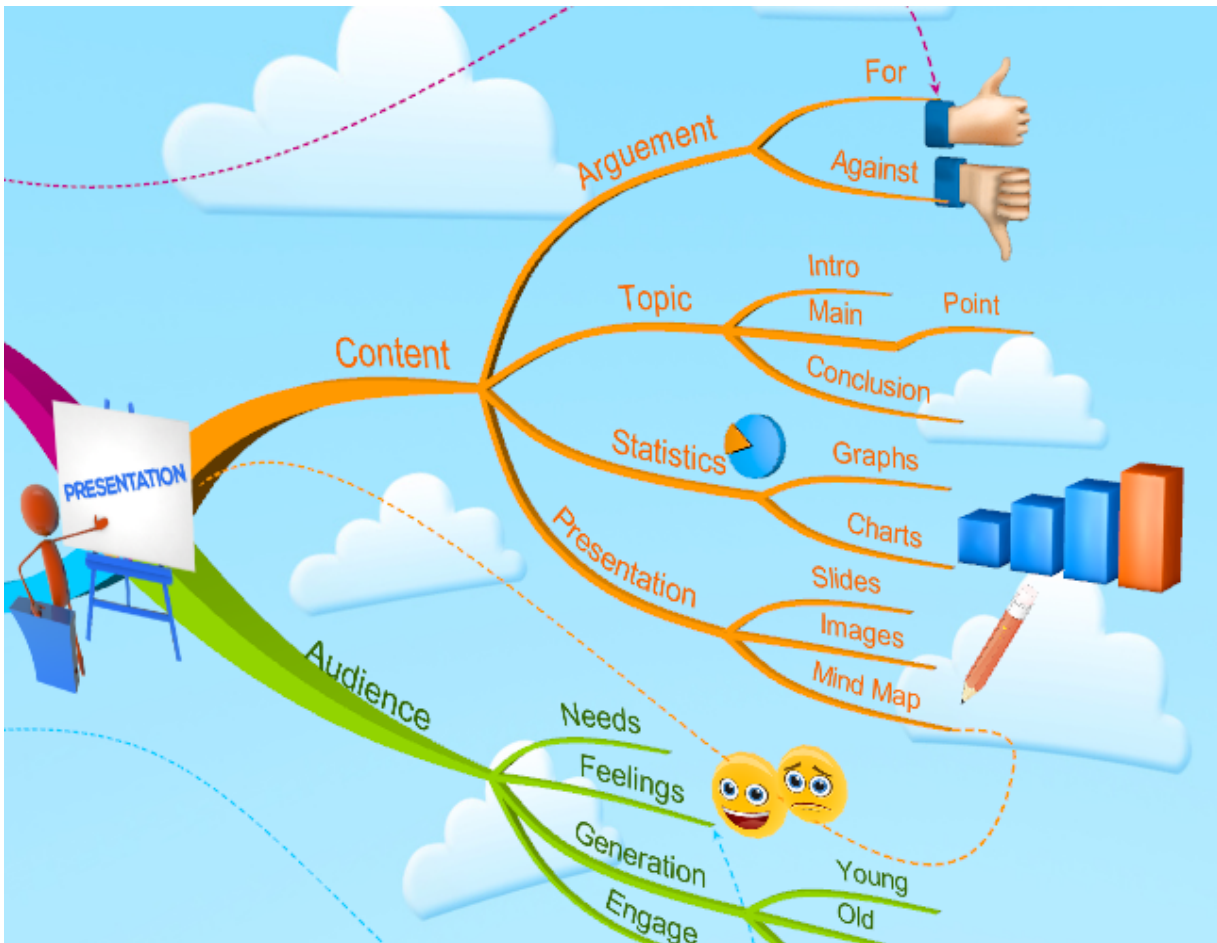 For
Arguement
Against
Intro
Topic
Main
Point
Content
Conclusion
Statistics
Graphs
PRESENTATION
Charts
Presentation
Slides
Images
Mind Map
Audience
Needs
Feelings
Generation
Young
Old
Engage